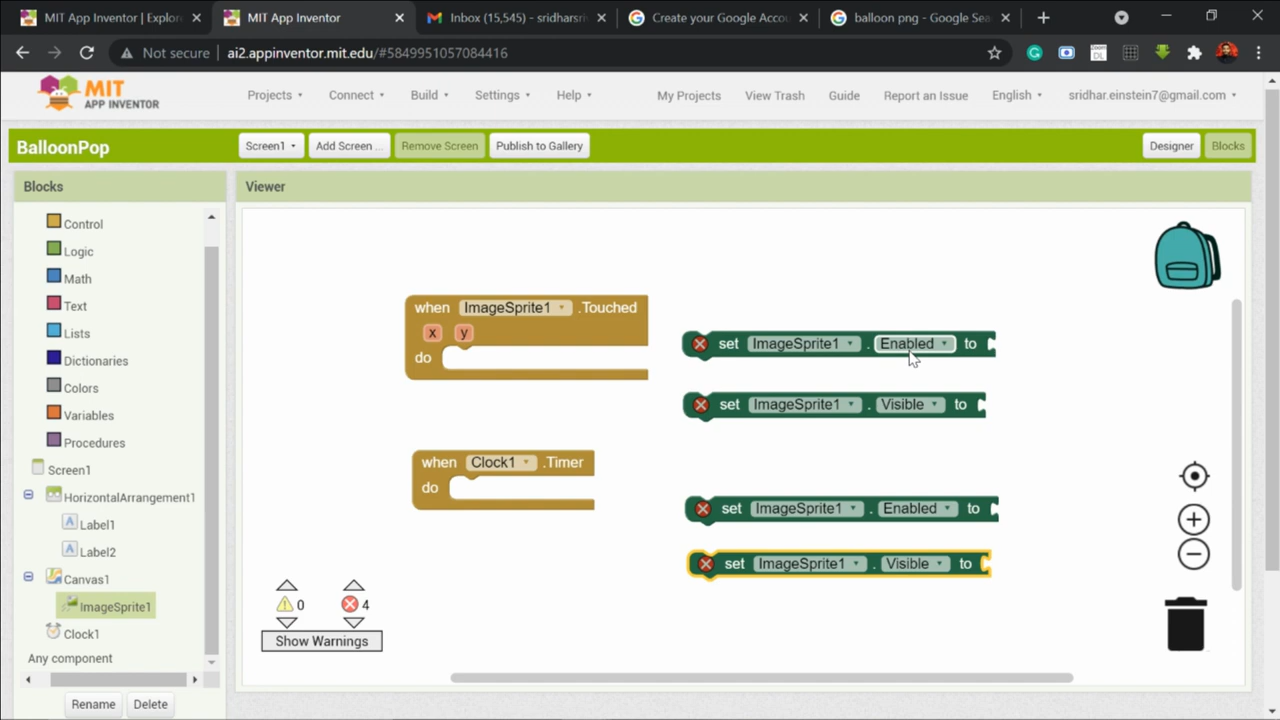 MIT App Inventor | Explor
MIT App Inventor
Inbox (15,545) - sridharsri
Create your Google Accou
balloon png - Google Sea
Not secure | ai2.appinventor.mit.edu/#5849951057084416
Zoom
DL
MIT
APP INVENTOR
Projects
Connect
Build
Settings
Help
My Projects
View Trash
Guide
Report an Issue
English
sridhar.einstein7@gmail.com
BalloonPop
Screen1
Add Screen ...
Remove Screen
Publish to Gallery
Designer
Blocks
Blocks
Viewer
Control
Logic
Math
Text
Lists
Dictionaries
Colors
Variables
Procedures
Screen1
HorizontalArrangement1
A Label1
A Label2
Canvas1
ImageSprite1
Clock1
Any component
Rename
Delete
when ImageSprite1 .Touched
x y
do
set ImageSprite1 . Enabled to
set ImageSprite1 . Visible to
when Clock1 .Timer
do
set ImageSprite1 . Enabled to
set ImageSprite1 . Visible to
0 4
Show Warnings